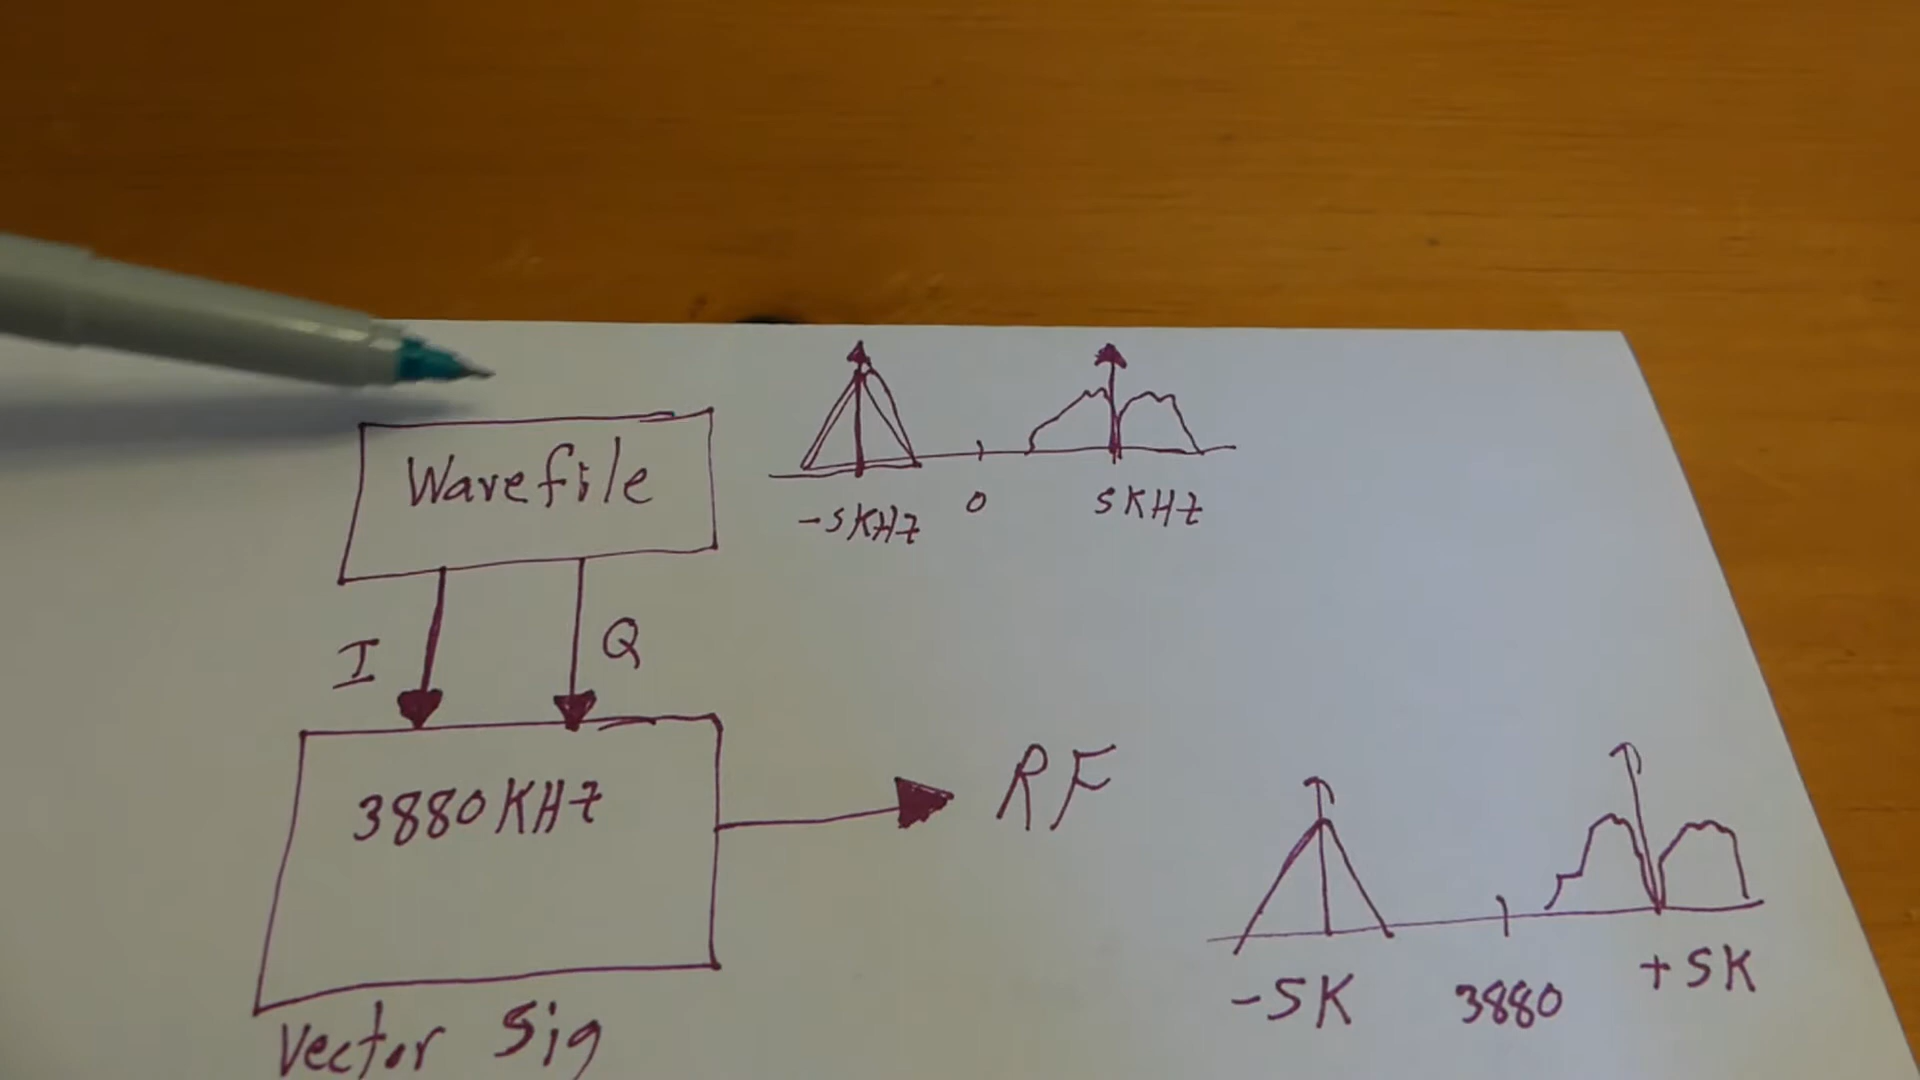 Wavefile
-5KHz 0 5KHz
I Q
3880KHz
RF
-5K 3880 +5K
Vector Sig